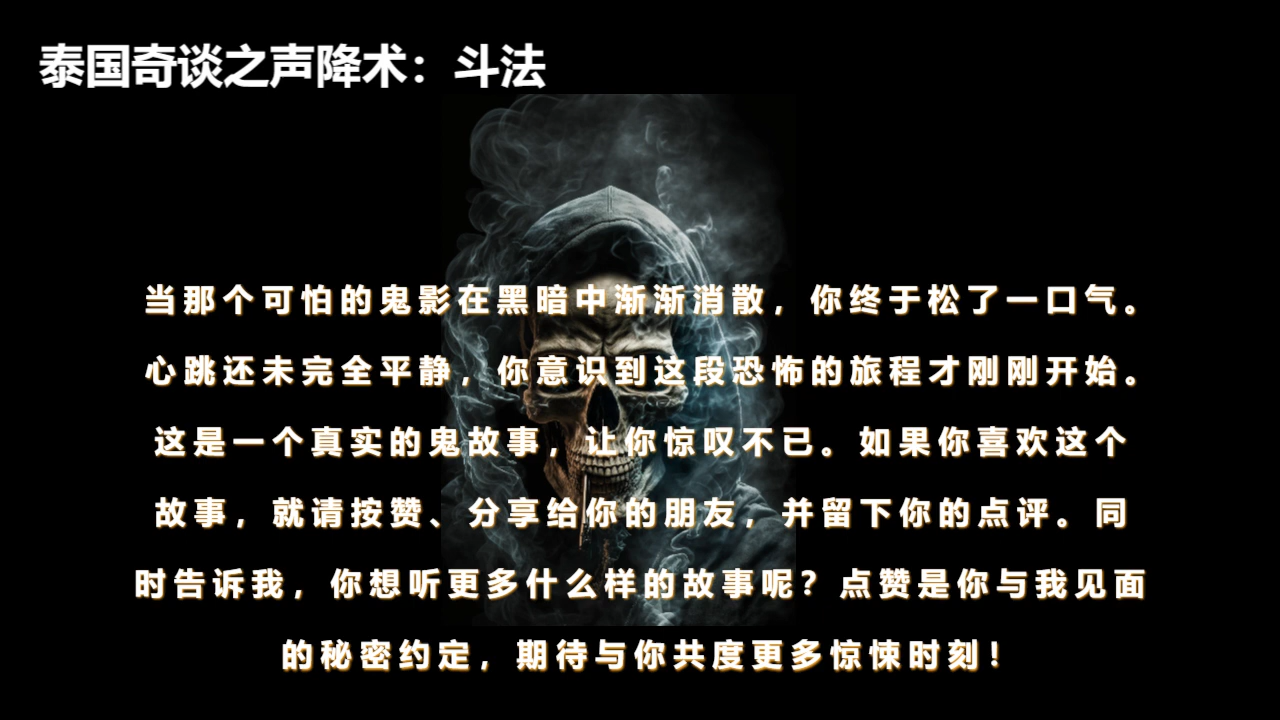 泰国奇谈之声降术：斗法
当那个可怕的鬼影在黑暗中渐渐消散，你终于松了一口气。
心跳还未完全平静，你意识到这段恐怖的旅程才刚刚开始。
这是一个真实的鬼故事，让你惊叹不已。如果你喜欢这个
故事，就请按赞、分享给你的朋友，并留下你的点评。同
时告诉我，你想听更多什么样的故事呢？点赞是你与我见面
的秘密约定，期待与你共度更多惊悚时刻！